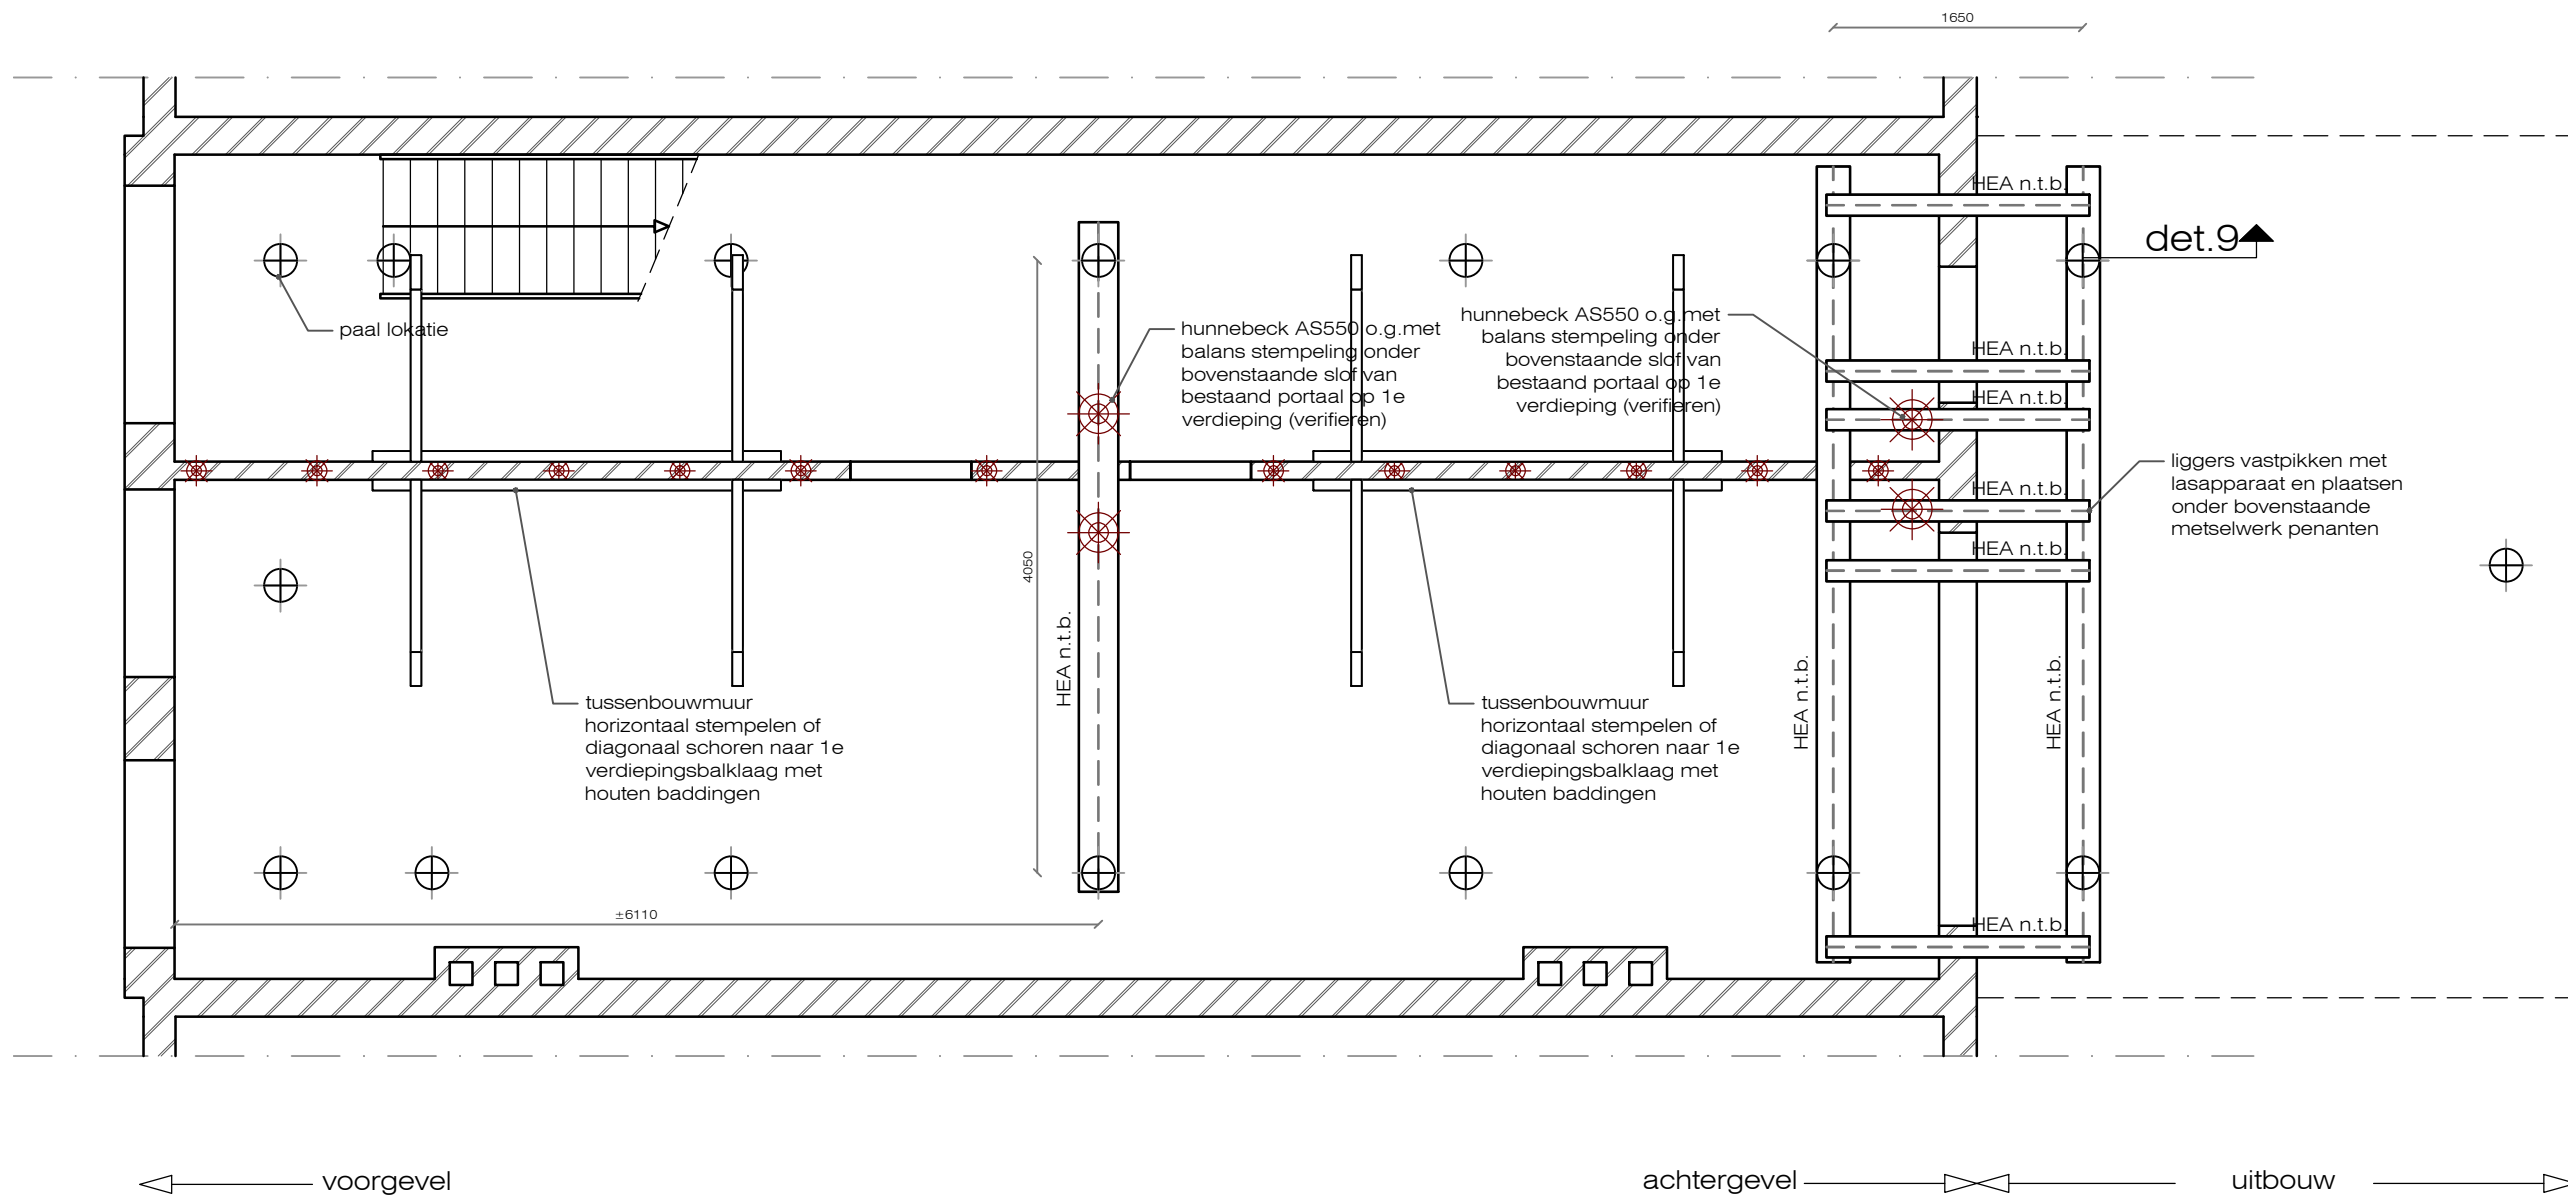 1650
HEA n.t.b.
det.9
paal lokatie
hunnebeck AS550 o.g.met
balans stempeling onder
bovenstaande slof van
bestaand portaal op 1e
verdieping (verifieren)
hunnebeck AS550 o.g.met
balans stempeling onder
bovenstaande slof van
bestaand portaal op 1e
verdieping (verifieren)
HEA n.t.b.
HEA n.t.b.
liggers vastpikken met
lasapparaat en plaatsen
onder bovenstaande
metselwerk penanten
HEA n.t.b.
HEA n.t.b.
4050
HEA n.t.b.
HEA n.t.b.
HEA n.t.b.
tussenbouwmuur
horizontaal stempelen of
diagonaal schoren naar 1e
verdiepingsbalklaag met
houten baddingen
tussenbouwmuur
horizontaal stempelen of
diagonaal schoren naar 1e
verdiepingsbalklaag met
houten baddingen
±6110
HEA n.t.b.
voorgevel
achtergevel
uitbouw